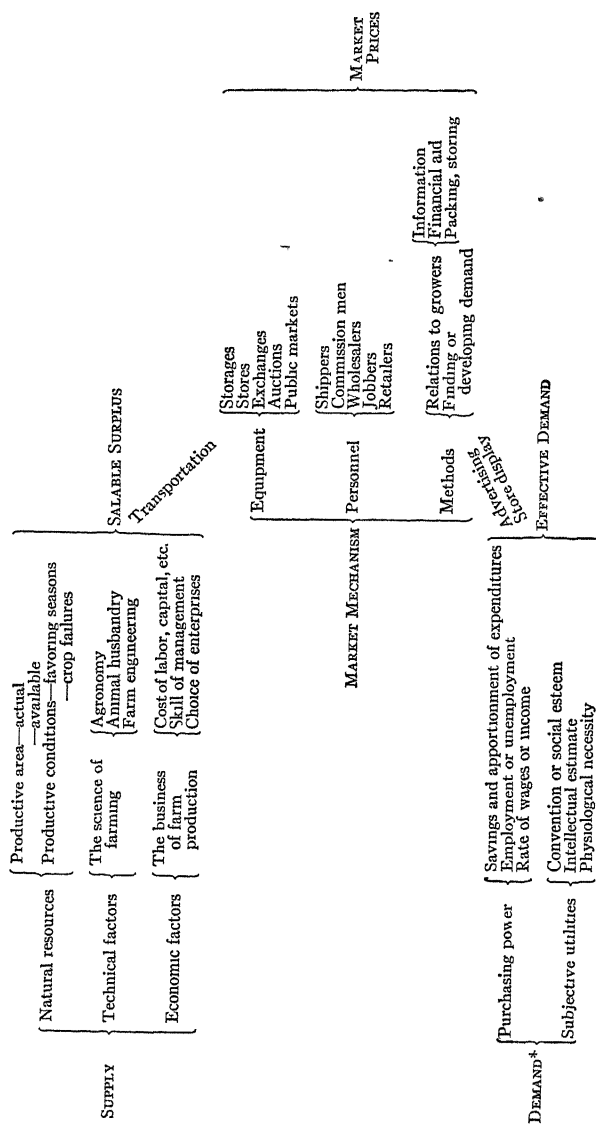 SUPPLY
Natural resources
Productive area—actual
—available
Productive conditions—favoring seasons
—crop failures
Technical factors
The science of
farming
Agronomy
Animal husbandry
Farm engineering
Economic factors
The business
of farm
production
Cost of labor, capital, etc.
Skill of management
Choice of enterprises
SALABLE SURPLUS
Transportation
MARKET MECHANISM
Equipment
Storages
Stores
Exchanges
Auctions
Public markets
Personnel
Shippers
Commission men
Wholesalers
Jobbers
Retailers
Methods
Relations to growers
Finding or
developing demand
Information
Financial aid
Packing, storing
MARKET
PRICES
Advertising
Store display
DEMAND*
Purchasing power
Savings and apportionment of expenditures
Employment or unemployment
Rate of wages or income
Subjective utilities
Convention or social esteem
Intellectual estimate
Physiological necessity
EFFECTIVE DEMAND